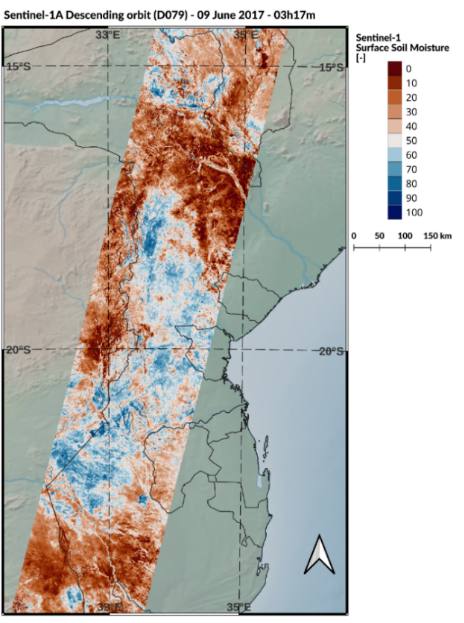 Sentinel-1A Descending orbit (D079) - 09 June 2017 - 03h17m
33°E
35°E
15°S
15°S
20°S
20°S
33°E
35°E
Sentinel-1
Surface Soil Moisture
[-]
0
10
20
30
40
50
60
70
80
90
100
0 50 100 150 km